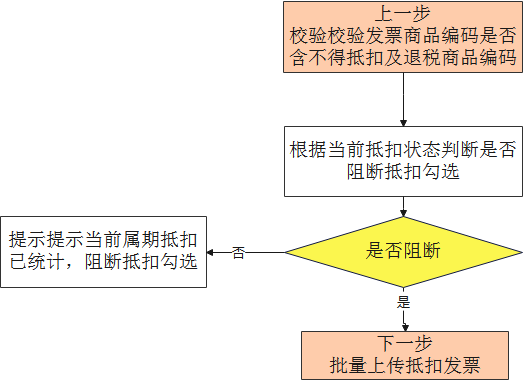 上一步
校验校验发票商品编码是否
含不得抵扣及退税商品编码
根据当前抵扣状态判断是否
阻断抵扣勾选
是否阻断
否
提示提示当前属期抵扣
已统计，阻断抵扣勾选
是
下一步
批量上传抵扣发票